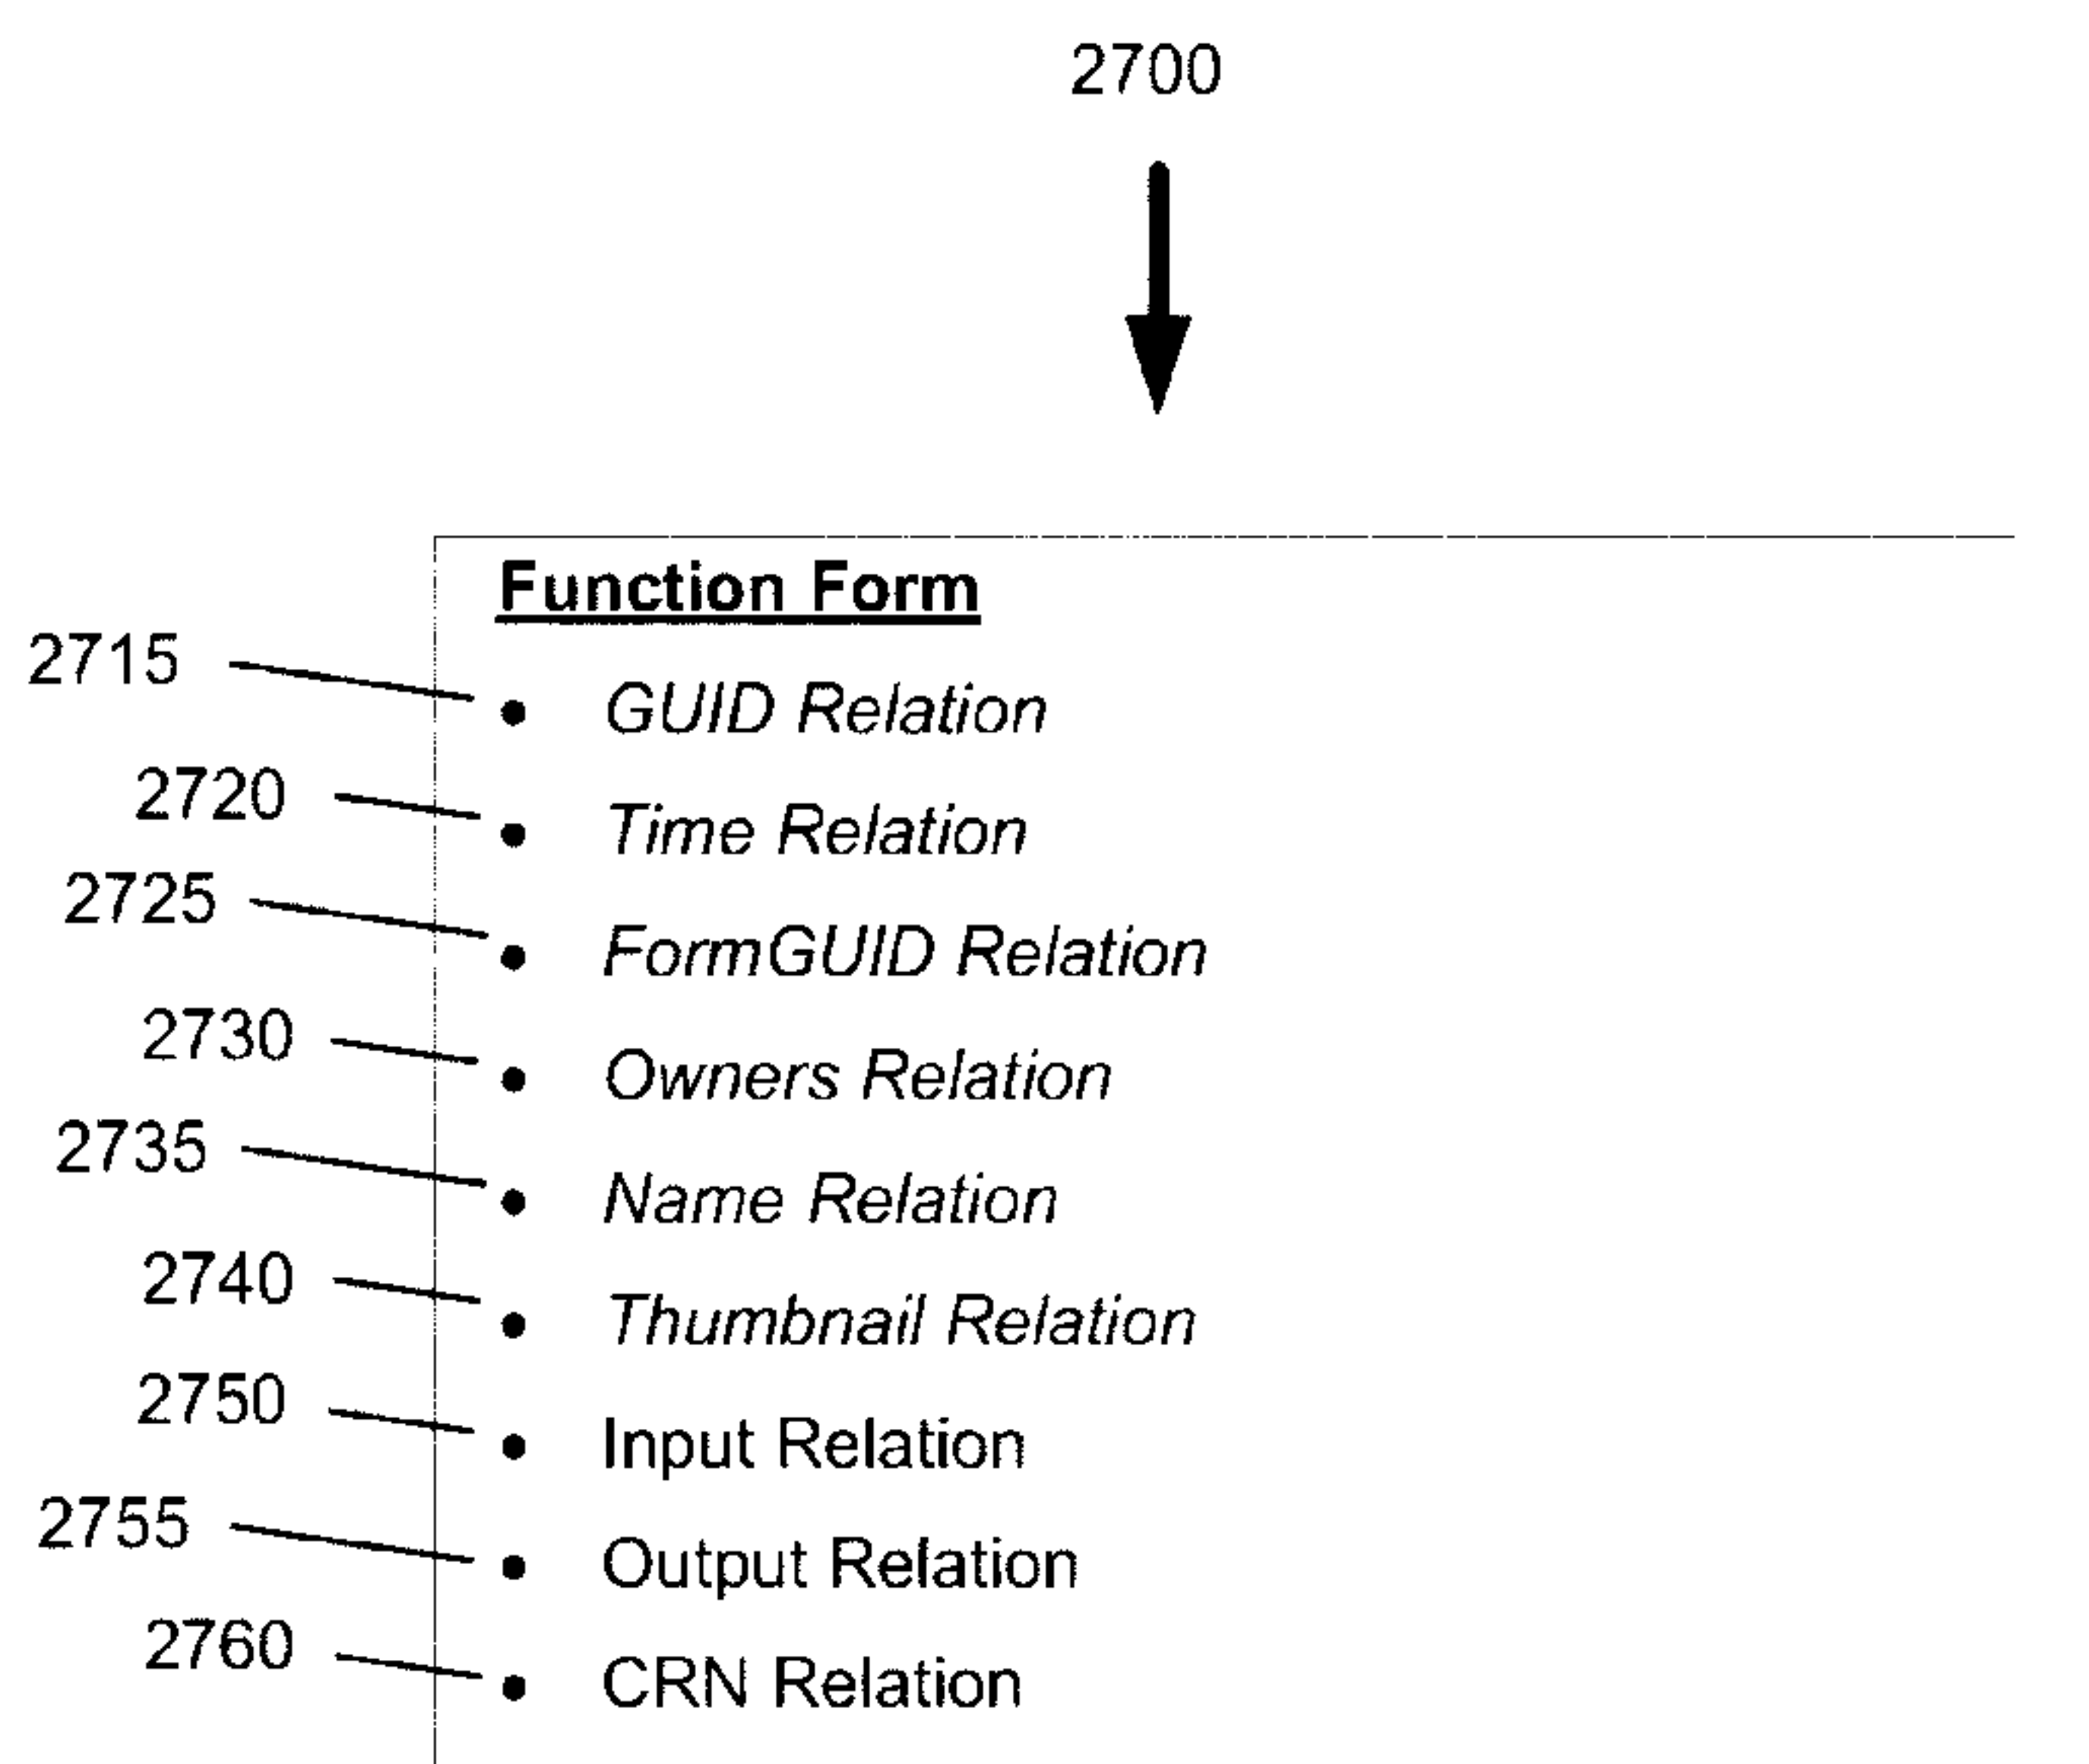 2700
Function Form
2715 • GUID Relation
2720 • Time Relation
2725 • FormGUID Relation
2730 • Owners Relation
2735 • Name Relation
2740 • Thumbnail Relation
2750 • Input Relation
2755 • Output Relation
2760 • CRN Relation